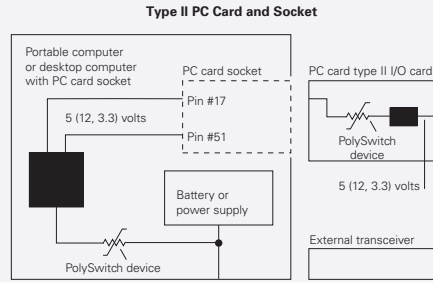 Type II PC Card and Socket
Portable computer
or desktop computer
with PC card socket
PC card socket
PC card type II I/O card
Pin #17
5 (12, 3.3) volts
Pin #51
PolySwitch
device
Battery or
power supply
5 (12, 3.3) volts
External transceiver
PolySwitch device